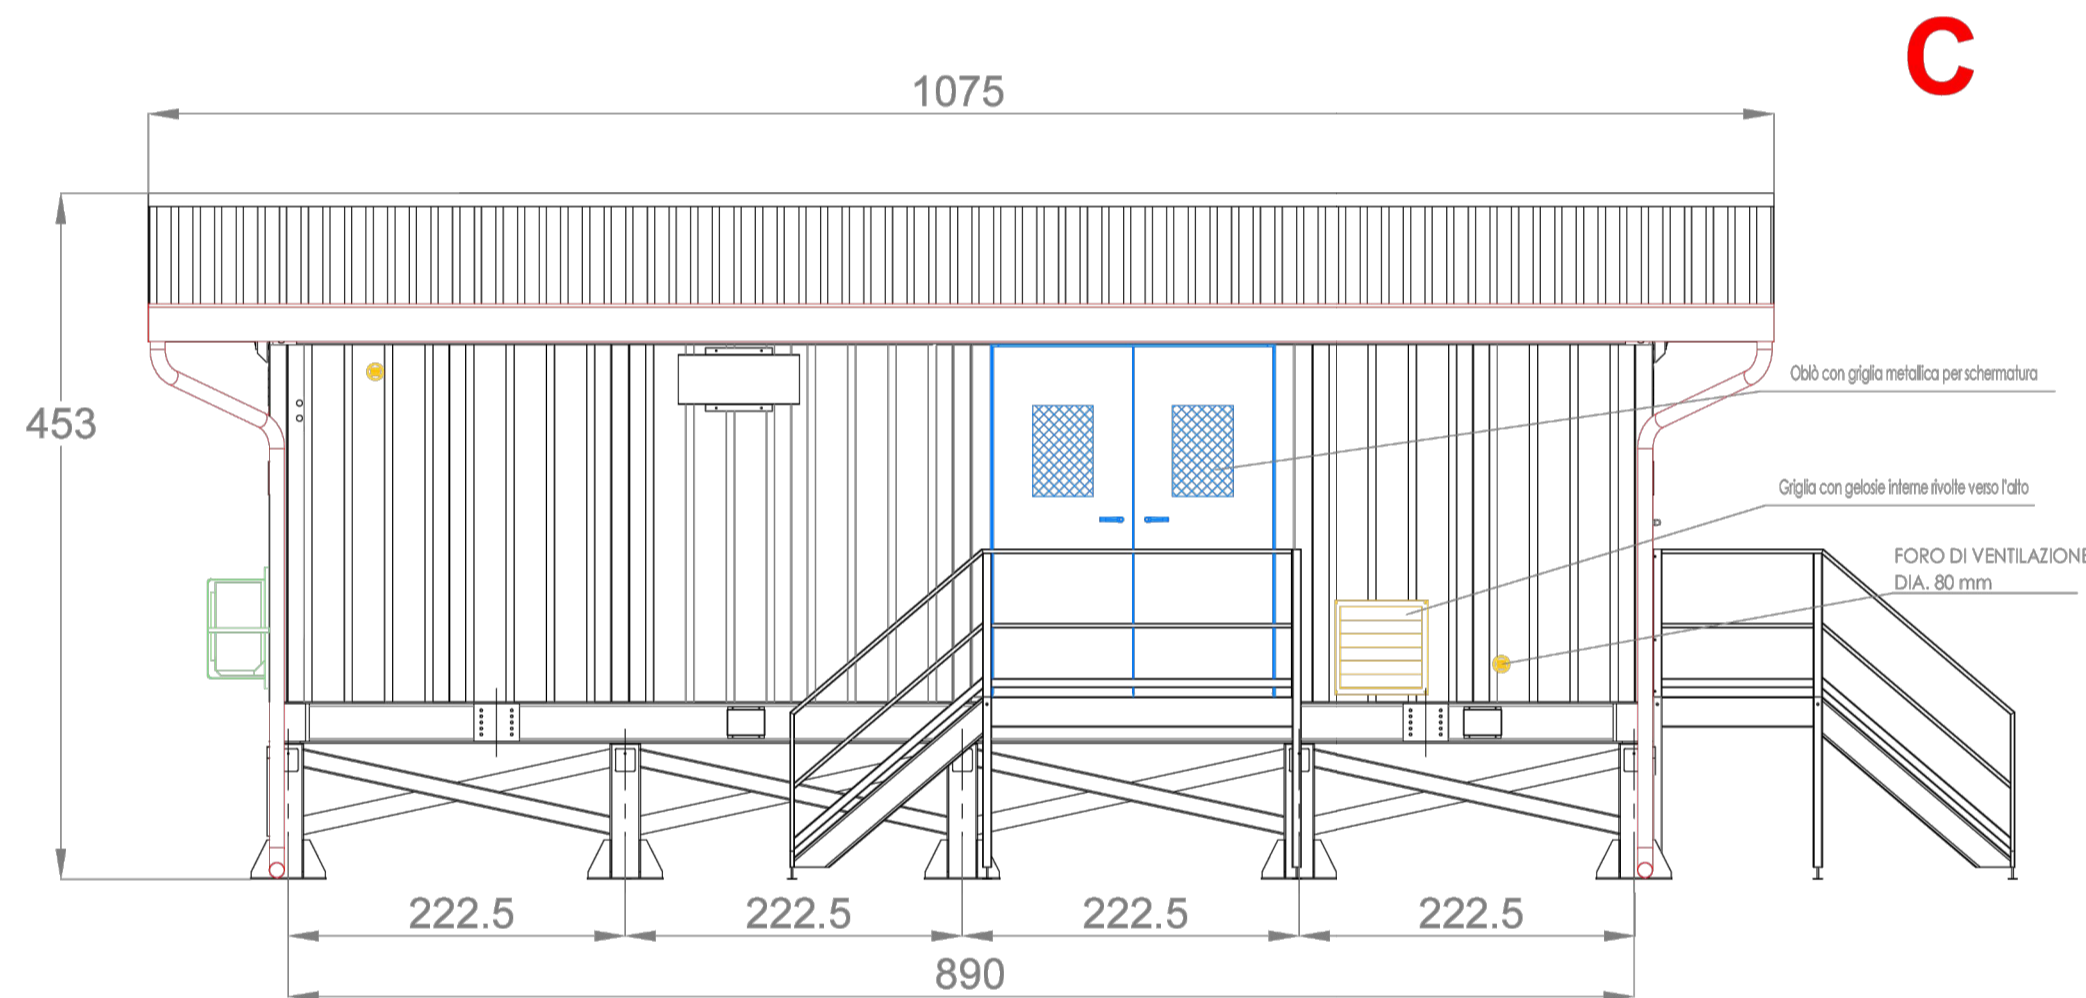 C
1075
453
Oblò con griglia metallica per schermatura
Griglia con gelosie interne rivolte verso l'alto
FORO DI VENTILAZIONE
DIA. 80 mm
222.5 222.5 222.5 222.5
890